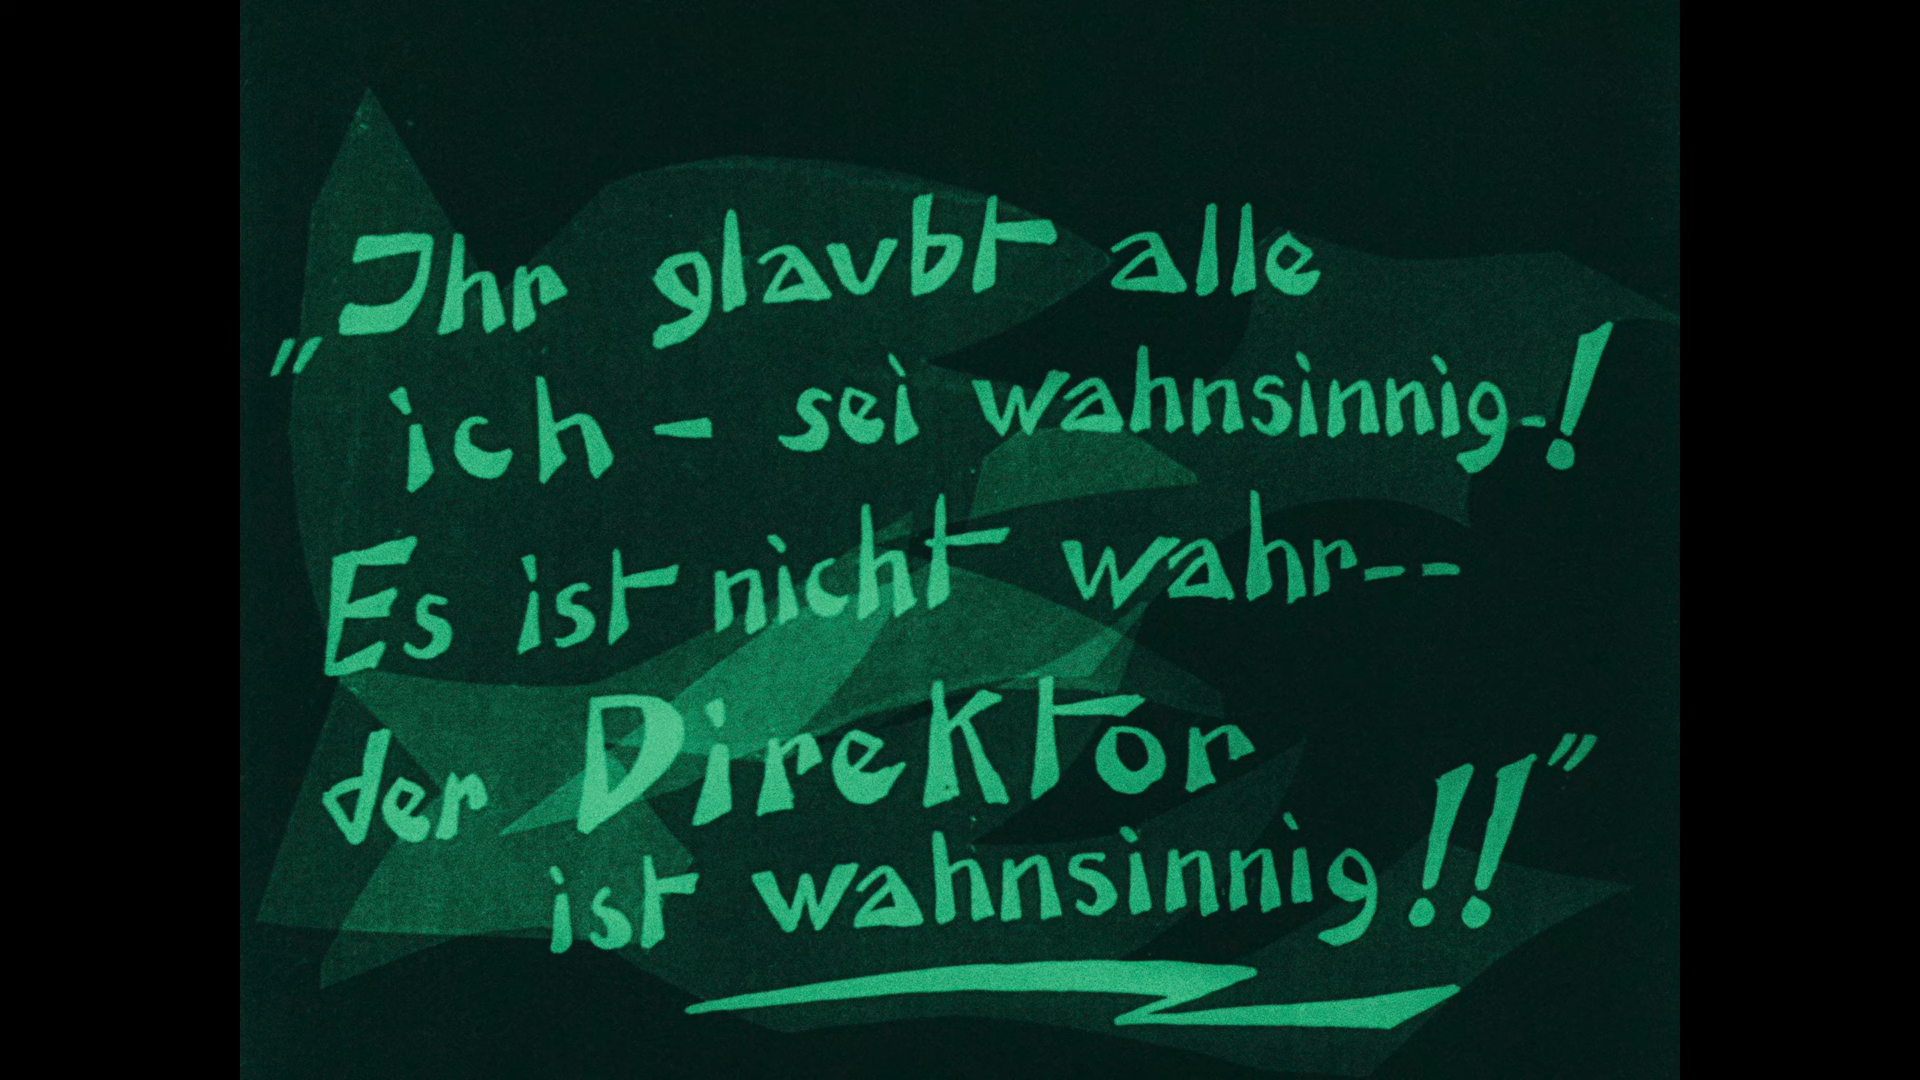 "Ihr glaubt alle
ich - sei wahnsinnig-!
Es ist nicht wahr--
der Direktor
ist wahnsinnig!!"